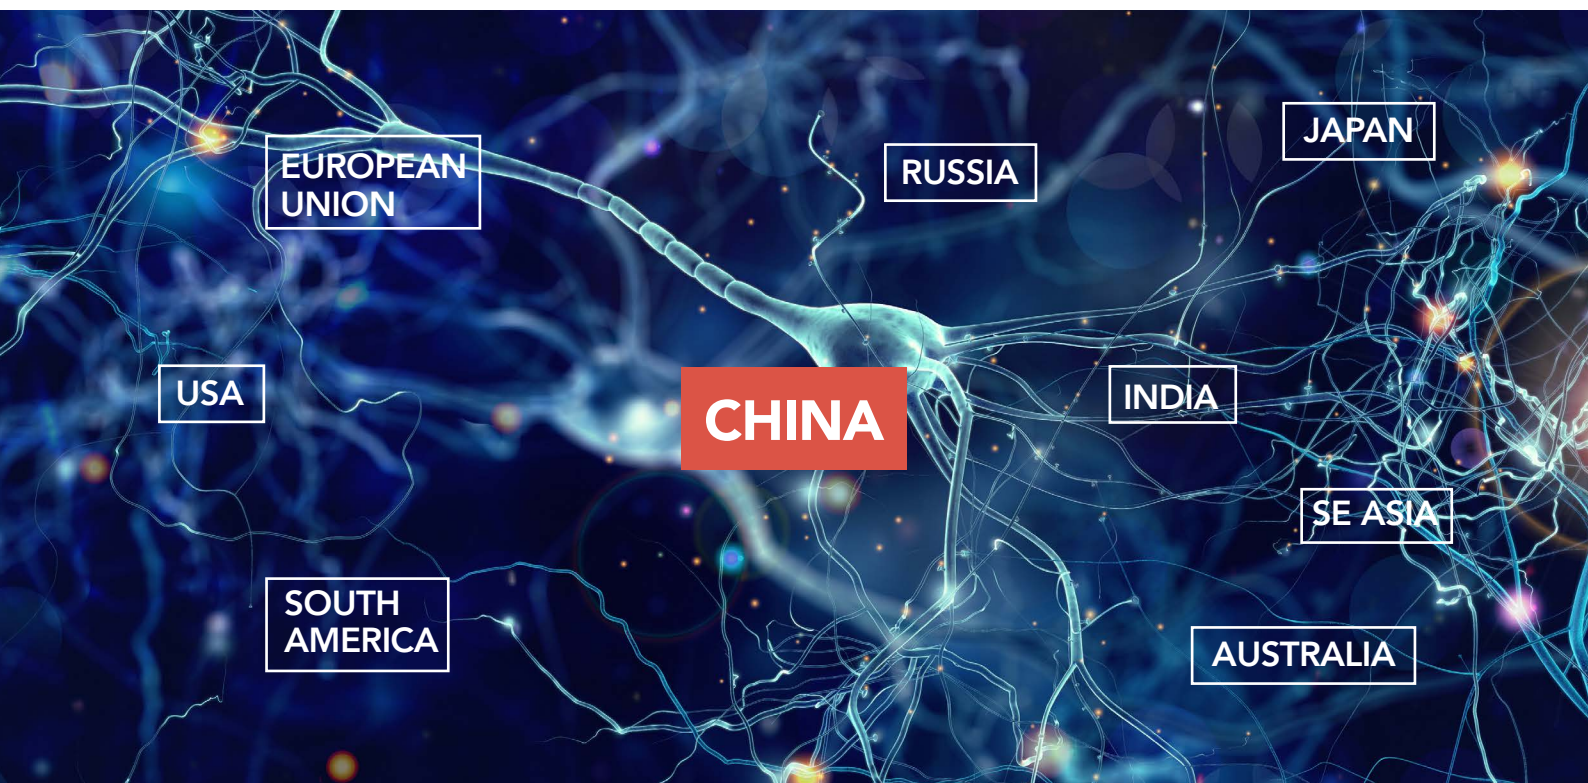 JAPAN
EUROPEAN
UNION
RUSSIA
USA
CHINA
INDIA
SE ASIA
SOUTH
AMERICA
AUSTRALIA